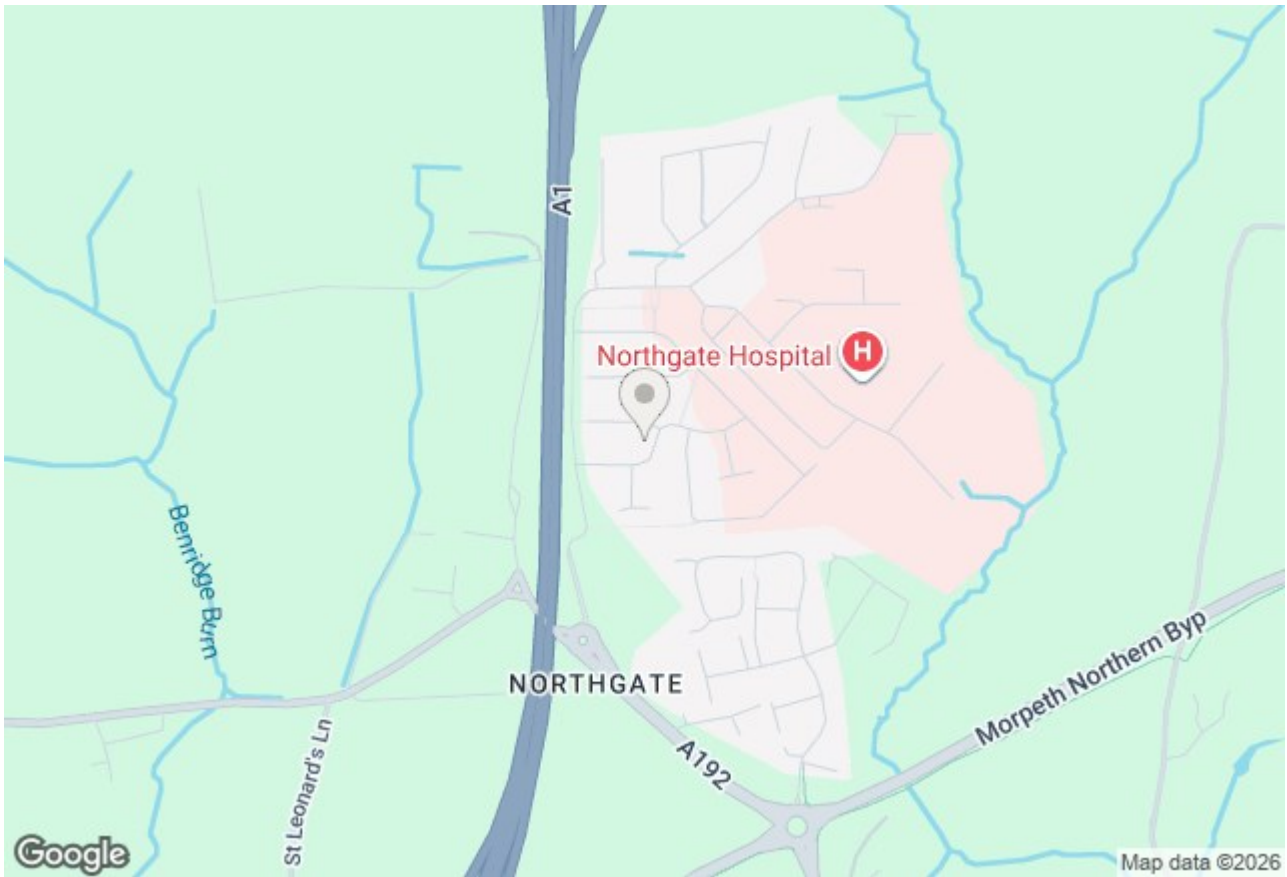 A1
Northgate Hospital
H
Benridge Burn
NORTHGATE
Morpeth Northern Byp
A192
St Leonard's Ln
Google
Map data ©2026